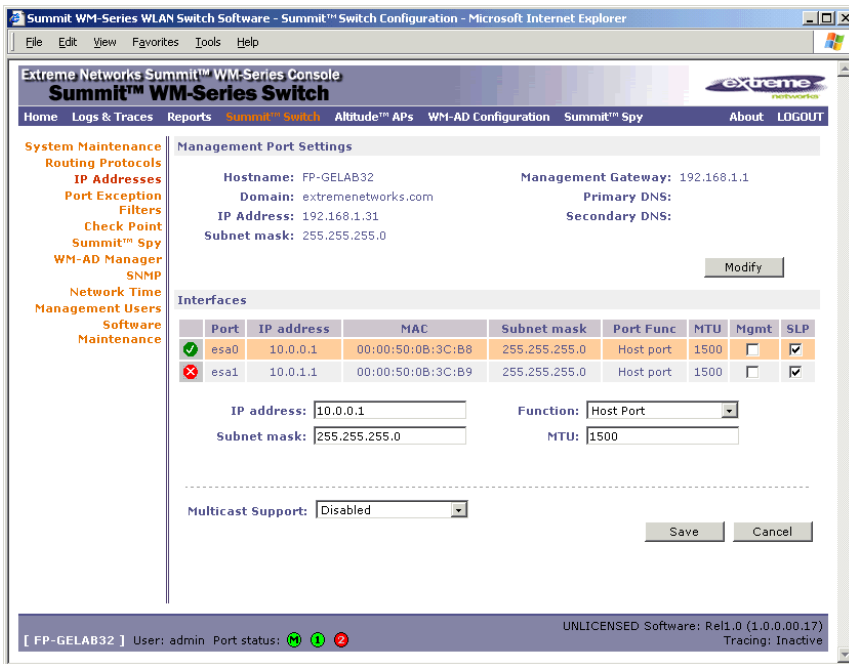 Summit WM-Series WLAN Switch Software - Summit™ Switch Configuration - Microsoft Internet Explorer
File Edit View Favorites Tools Help
Extreme Networks Summit™ WM-Series Console
Summit™ WM-Series Switch
extreme networks
Home Logs & Traces Reports Summit™ Switch Altitude™ APs WM-AD Configuration Summit™ Spy About LOGOUT
System Maintenance
Routing Protocols
IP Addresses
Port Exception Filters
Check Point
Summit™ Spy
WM-AD Manager
SNMP
Network Time
Management Users
Software Maintenance
Management Port Settings
Hostname: FP-GELAB32 Management Gateway: 192.168.1.1
Domain: extremenetworks.com Primary DNS:
IP Address: 192.168.1.31 Secondary DNS:
Subnet mask: 255.255.255.0
Modify
Interfaces
Port IP address MAC Subnet mask Port Func MTU Mgmt SLP
esa0 10.0.0.1 00:00:50:0B:3C:B8 255.255.255.0 Host port 1500
esa1 10.0.1.1 00:00:50:0B:3C:B9 255.255.255.0 Host port 1500
IP address: 10.0.0.1 Function: Host Port
Subnet mask: 255.255.255.0 MTU: 1500
Multicast Support: Disabled
Save Cancel
UNLICENSED Software: Rel1.0 (1.0.0.00.17)
[ FP-GELAB32 ] User: admin Port status: M 1 2 Tracing: Inactive